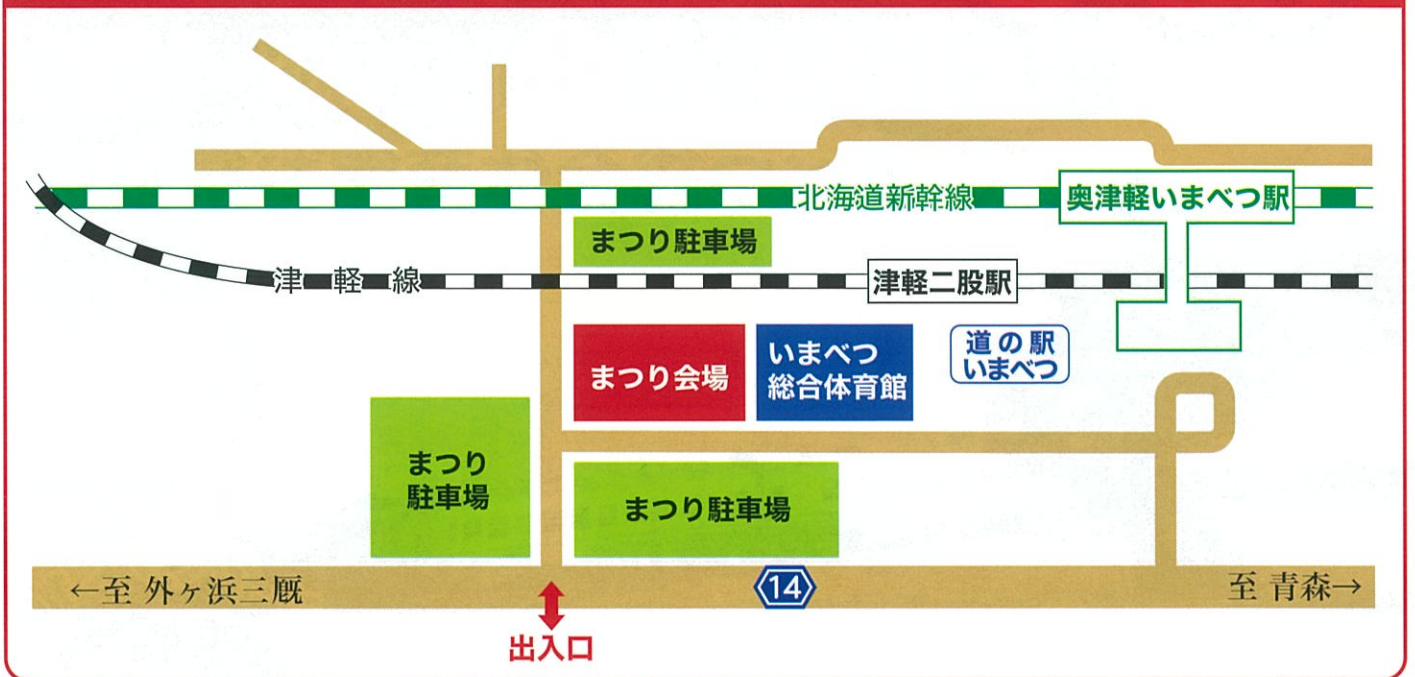 北海道新幹線
奥津軽いまべつ駅
まつり駐車場
津軽線
津軽二股駅
まつり会場
いまべつ
総合体育館
道の駅
いまべつ
まつり
駐車場
まつり駐車場
←至 外ヶ浜三厩
14
至 青森→
出入口